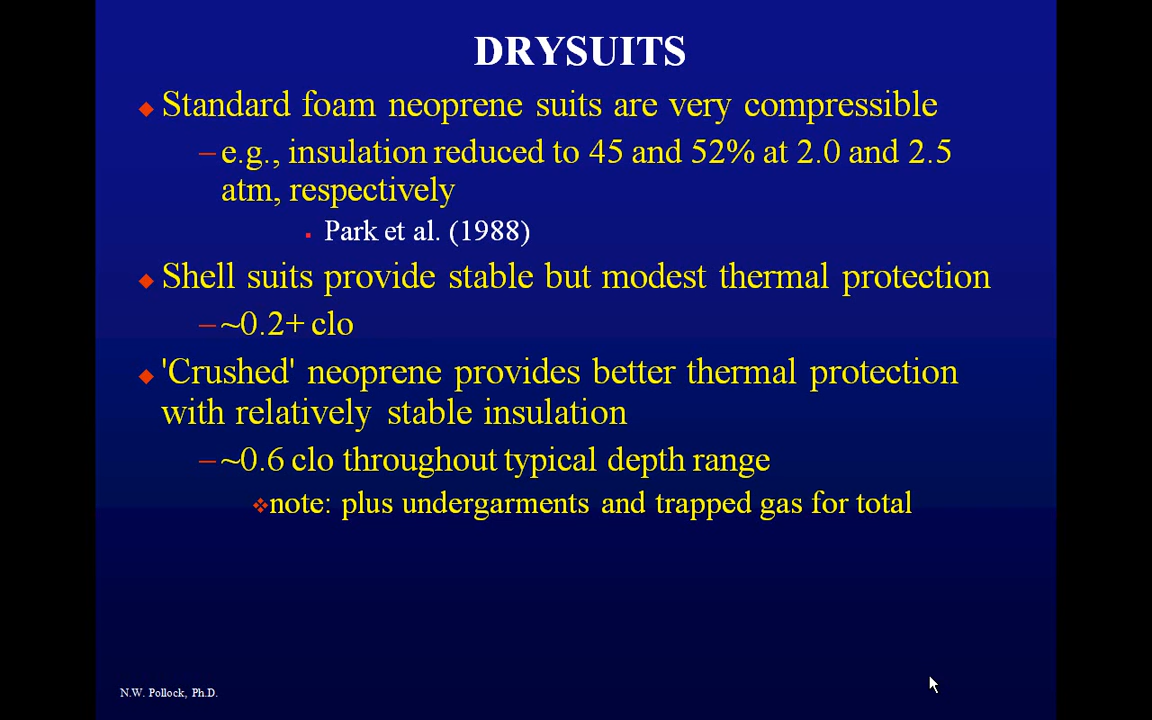 DRYSUITS
Standard foam neoprene suits are very compressible
– e.g., insulation reduced to 45 and 52% at 2.0 and 2.5
atm, respectively
Park et al. (1988)
Shell suits provide stable but modest thermal protection
– ~0.2+ clo
'Crushed' neoprene provides better thermal protection
with relatively stable insulation
– ~0.6 clo throughout typical depth range
note: plus undergarments and trapped gas for total
N.W. Pollock, Ph.D.